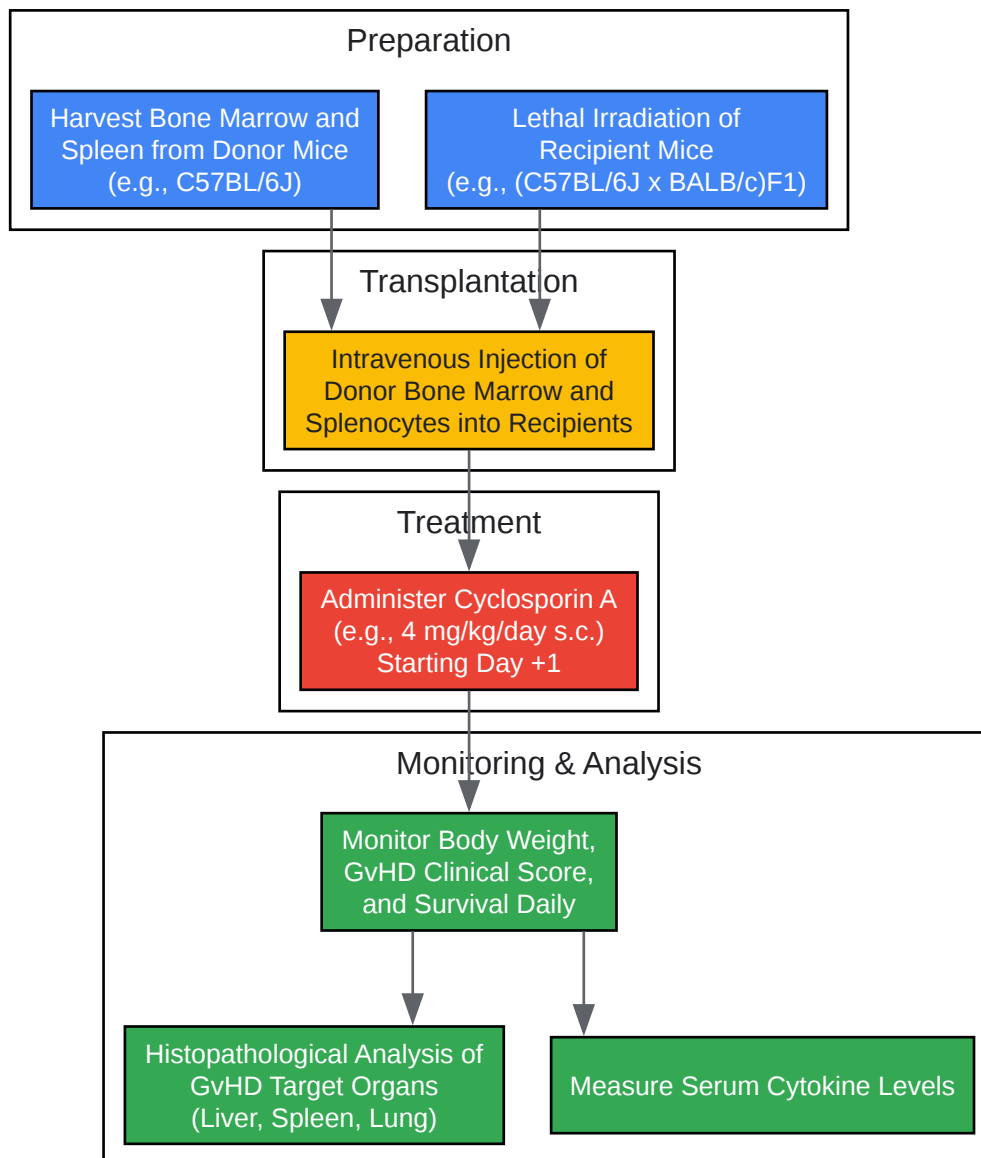 Preparation
Harvest Bone Marrow and
Spleen from Donor Mice
(e.g., C57BL/6J)
Lethal Irradiation of
Recipient Mice
(e.g., (C57BL/6J x BALB/c)F1)
Transplantation
Intravenous Injection of
Donor Bone Marrow and
Splenocytes into Recipients
Treatment
Administer Cyclosporin A
(e.g., 4 mg/kg/day s.c.)
Starting Day +1
Monitoring & Analysis
Monitor Body Weight,
GvHD Clinical Score,
and Survival Daily
Histopathological Analysis of
GvHD Target Organs
(Liver, Spleen, Lung)
Measure Serum Cytokine Levels